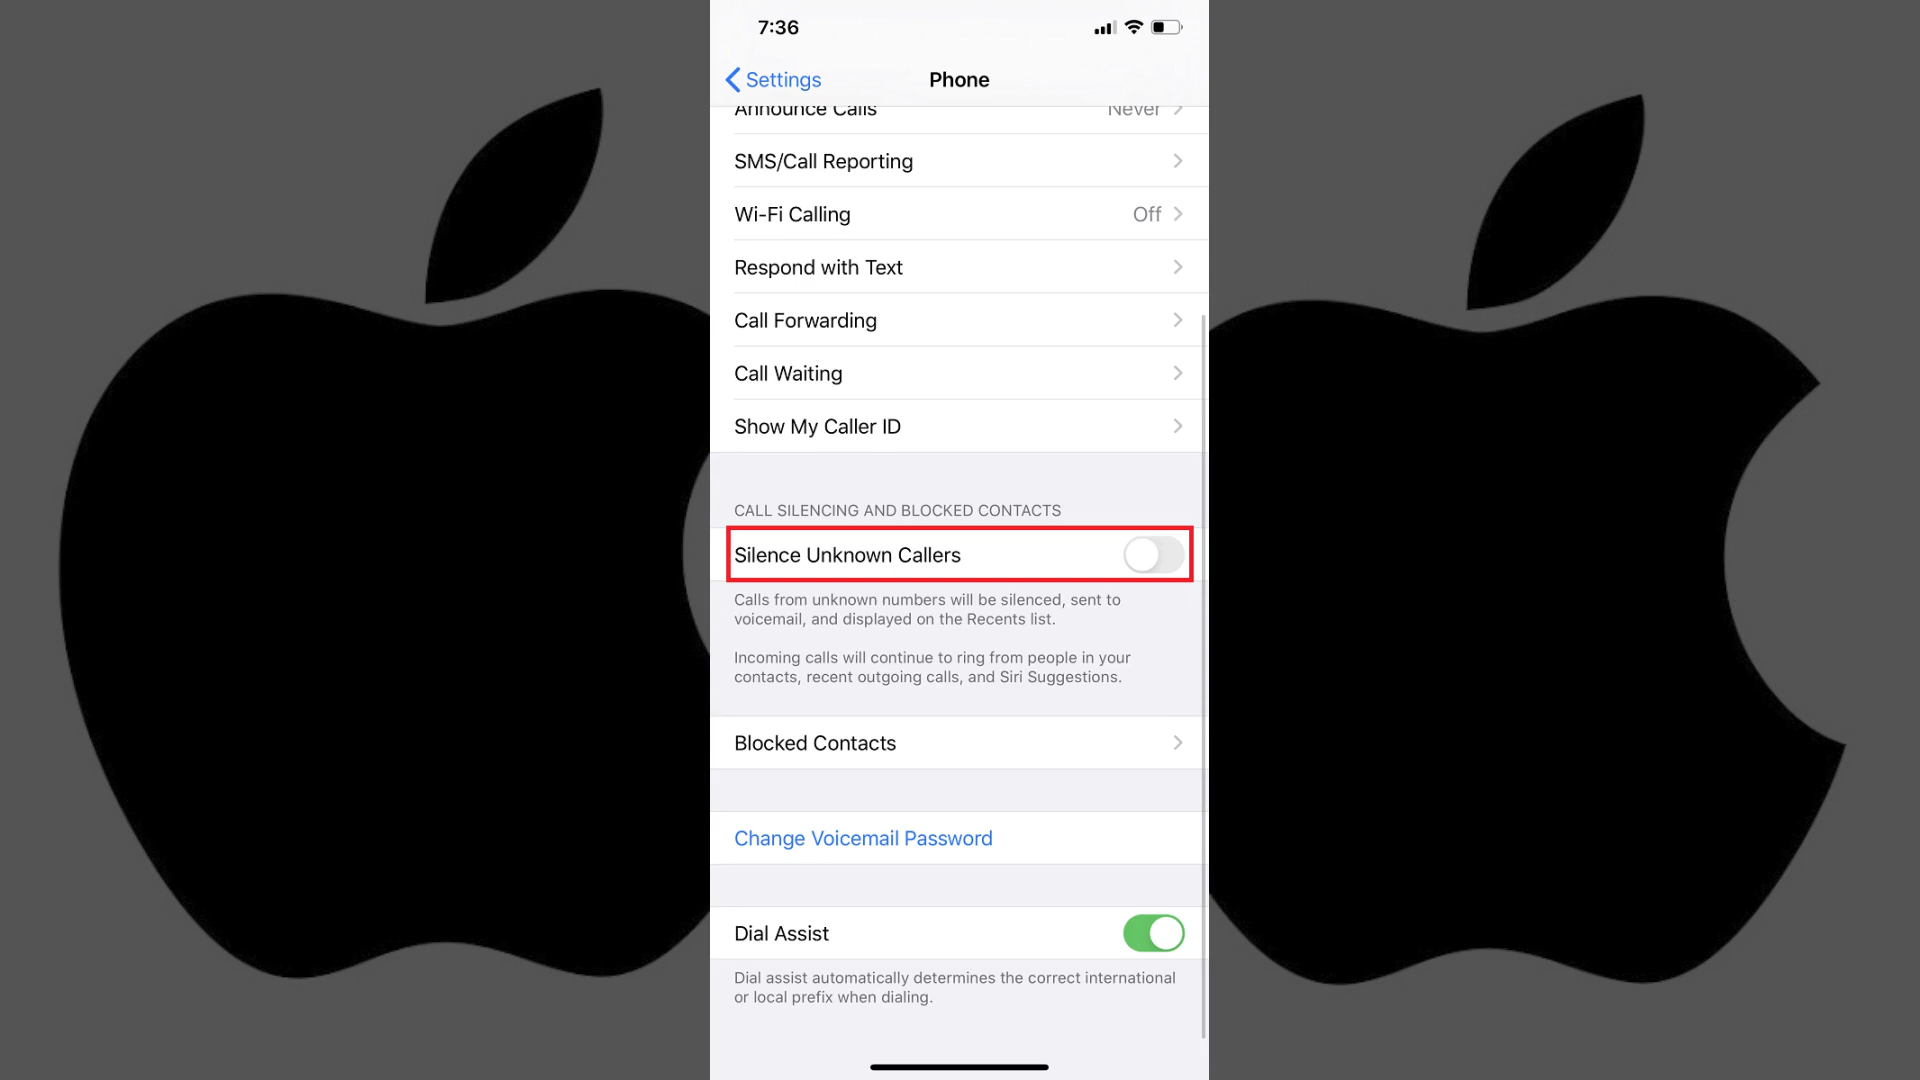 7:36
Settings
Phone
Announce Calls
Never
SMS/Call Reporting
Wi-Fi Calling
Off
Respond with Text
Call Forwarding
Call Waiting
Show My Caller ID
CALL SILENCING AND BLOCKED CONTACTS
Silence Unknown Callers
Calls from unknown numbers will be silenced, sent to
voicemail, and displayed on the Recents list.
Incoming calls will continue to ring from people in your
contacts, recent outgoing calls, and Siri Suggestions.
Blocked Contacts
Change Voicemail Password
Dial Assist
Dial assist automatically determines the correct international
or local prefix when dialing.